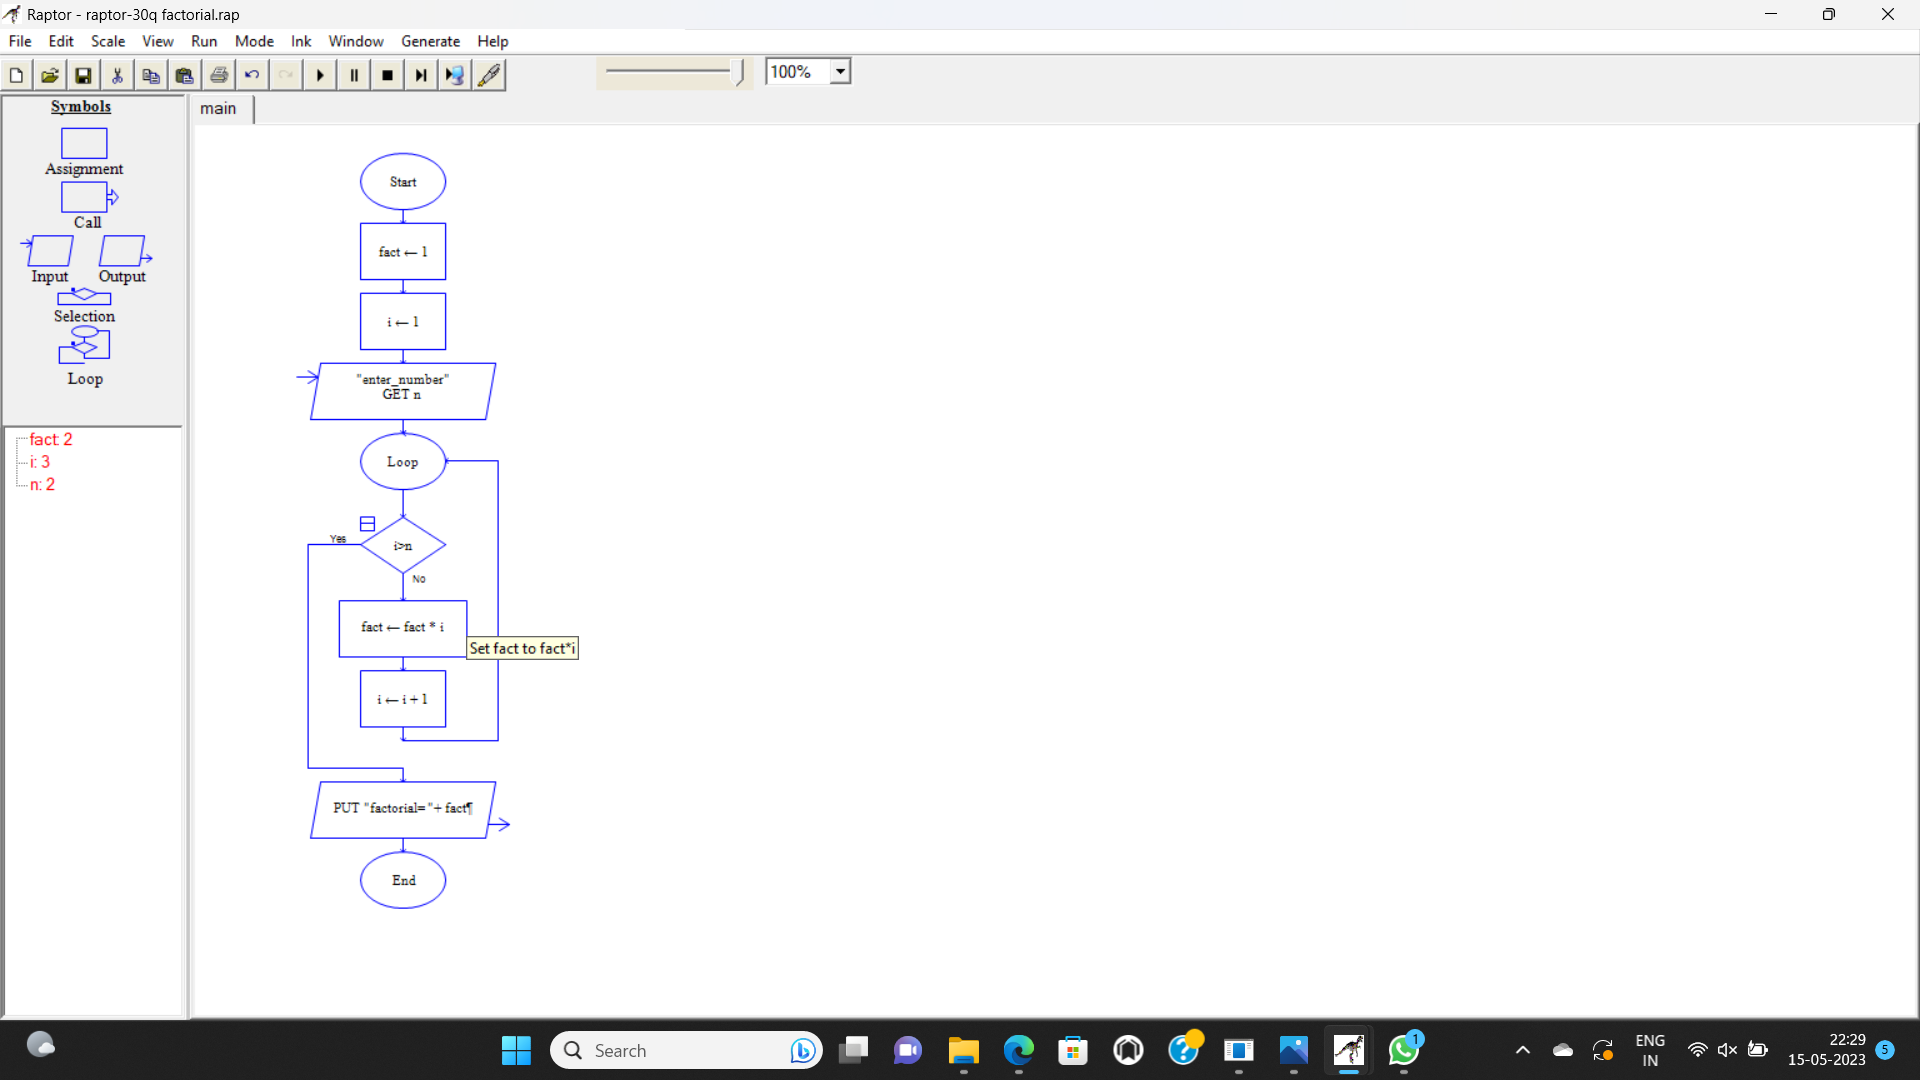 Raptor - raptor-30q factorial.rap
File Edit Scale View Run Mode Ink Window Generate Help
100%
Symbols
main
Assignment
Call
Input Output
Selection
Loop
fact: 2
i: 3
n: 2
Start
fact ← 1
i ← 1
"enter_number"
GET n
Loop
i>n
Yes
No
fact ← fact * i
Set fact to fact*i
i ← i + 1
PUT "factorial= "+ fact¶
End
Search
1
ENG
IN
22:29
15-05-2023
5